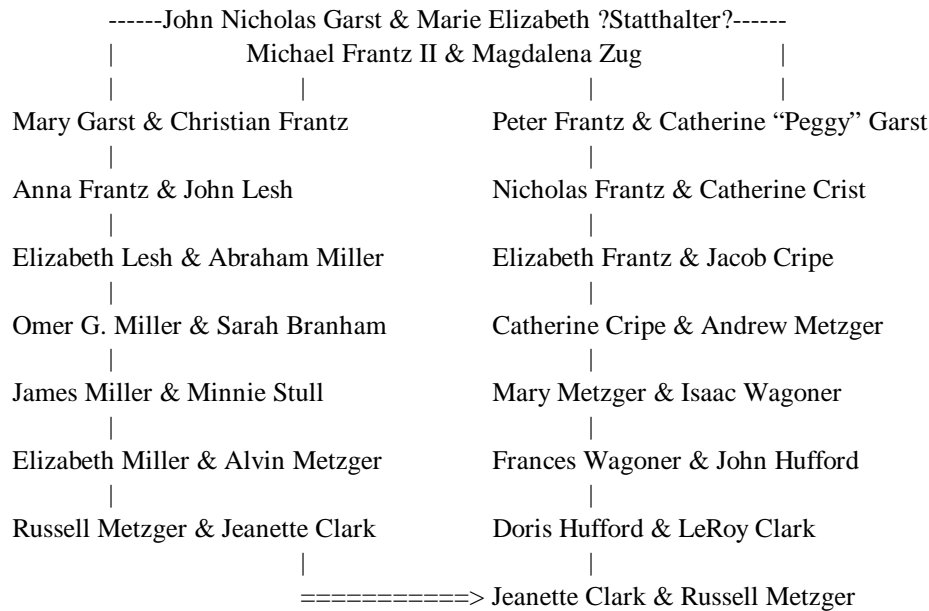 ------John Nicholas Garst & Marie Elizabeth ?Statthalter?------
| Michael Frantz II & Magdalena Zug |
| | | |
Mary Garst & Christian Frantz Peter Frantz & Catherine “Peggy” Garst
| |
Anna Frantz & John Lesh Nicholas Frantz & Catherine Crist
| |
Elizabeth Lesh & Abraham Miller Elizabeth Frantz & Jacob Cripe
| |
Omer G. Miller & Sarah Branham Catherine Cripe & Andrew Metzger
| |
James Miller & Minnie Stull Mary Metzger & Isaac Wagoner
| |
Elizabeth Miller & Alvin Metzger Frances Wagoner & John Hufford
| |
Russell Metzger & Jeanette Clark Doris Hufford & LeRoy Clark
| |
===========> Jeanette Clark & Russell Metzger